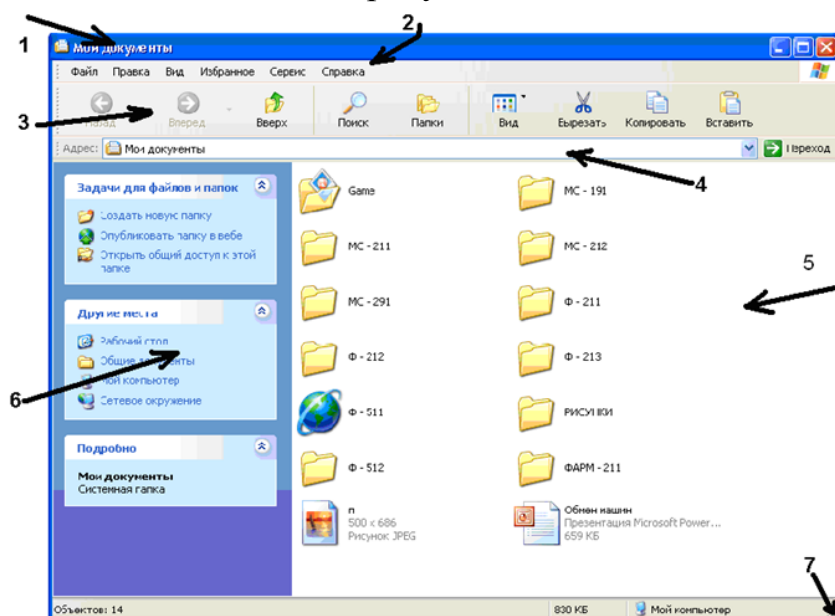 2
1
Мои документы
Файл Правка Вид Избранное Сервис Справка
3
Назад Вперед Вверх Поиск Папки Вид Вырезать Копировать Вставить
Адрес: Мои документы Переход
4
Задачи для файлов и папок
Создать новую папку
Опубликовать папку в вебе
Открыть общий доступ к этой
папке
Другие места
Рабочий стол
Общие документы
Мой компьютер
Сетевое окружение
6
Подробно
Мои документы
Системная папка
Game
МС - 191
МС - 211
МС - 212
5
МС - 291
Ф - 211
Ф - 212
Ф - 213
Ф - 511
РИСУНКИ
Ф - 512
ФАРМ - 211
п
500 x 686
Рисунок JPEG
Обмен нашин
Презентация Microsoft Power...
659 КБ
7
Объектов: 14 830 КБ Мой компьютер